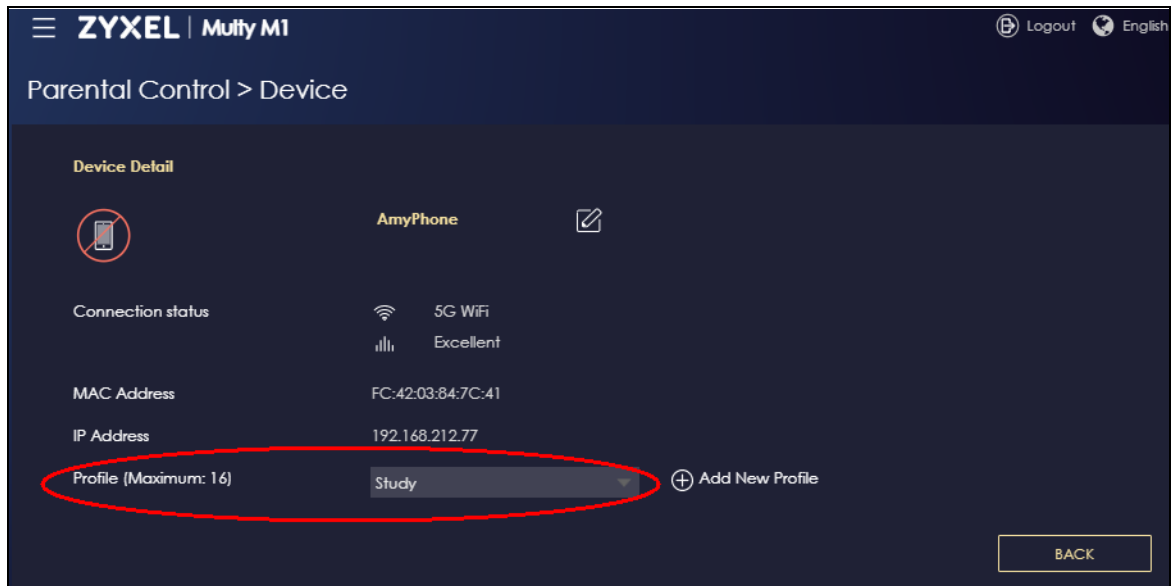 ZYXEL | Multy M1
Logout English
Parental Control > Device
Device Detail
AmyPhone
Connection status 5G WiFi
Excellent
MAC Address FC:42:03:84:7C:41
IP Address 192.168.212.77
Profile (Maximum: 16) Study Add New Profile
BACK